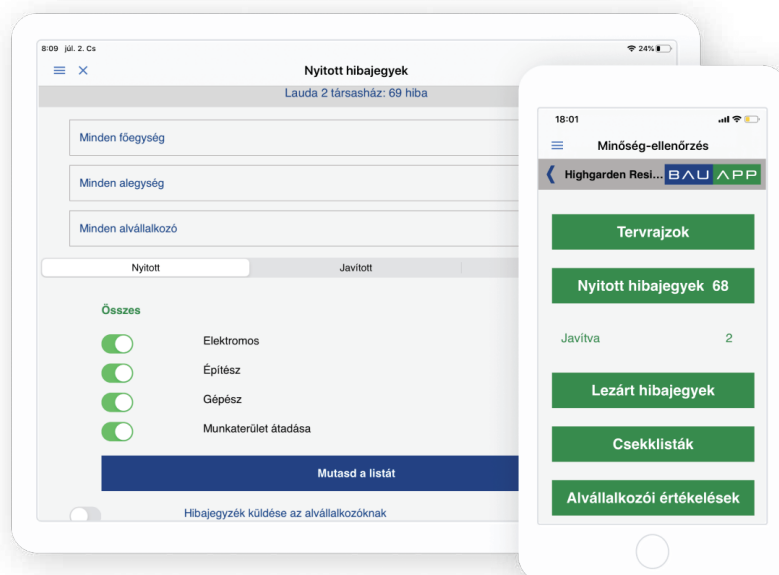 8:09 júl. 2. Cs
24%
Nyitott hibajegyek
Lauda 2 társasház: 69 hiba
Minden főegység
Minden alegység
Minden alvállalkozó
Nyitott
Javított
Összes
Elektromos
Építész
Gépész
Munkaterület átadása
Mutasd a listát
Hibajegyzék küldése az alvállalkozóknak
18:01
Minőség-ellenőrzés
Highgarden Resi... BAU APP
Tervrajzok
Nyitott hibajegyek 68
Javítva 2
Lezárt hibajegyek
Csekklisták
Alvállalkozói értékelések